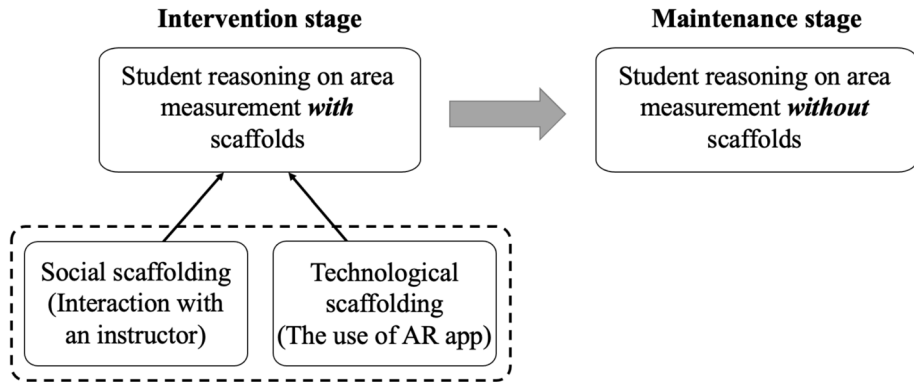 Intervention stage
Student reasoning on area
measurement with
scaffolds
Social scaffolding
(Interaction with
an instructor)
Technological
scaffolding
(The use of AR app)
Maintenance stage
Student reasoning on area
measurement without
scaffolds